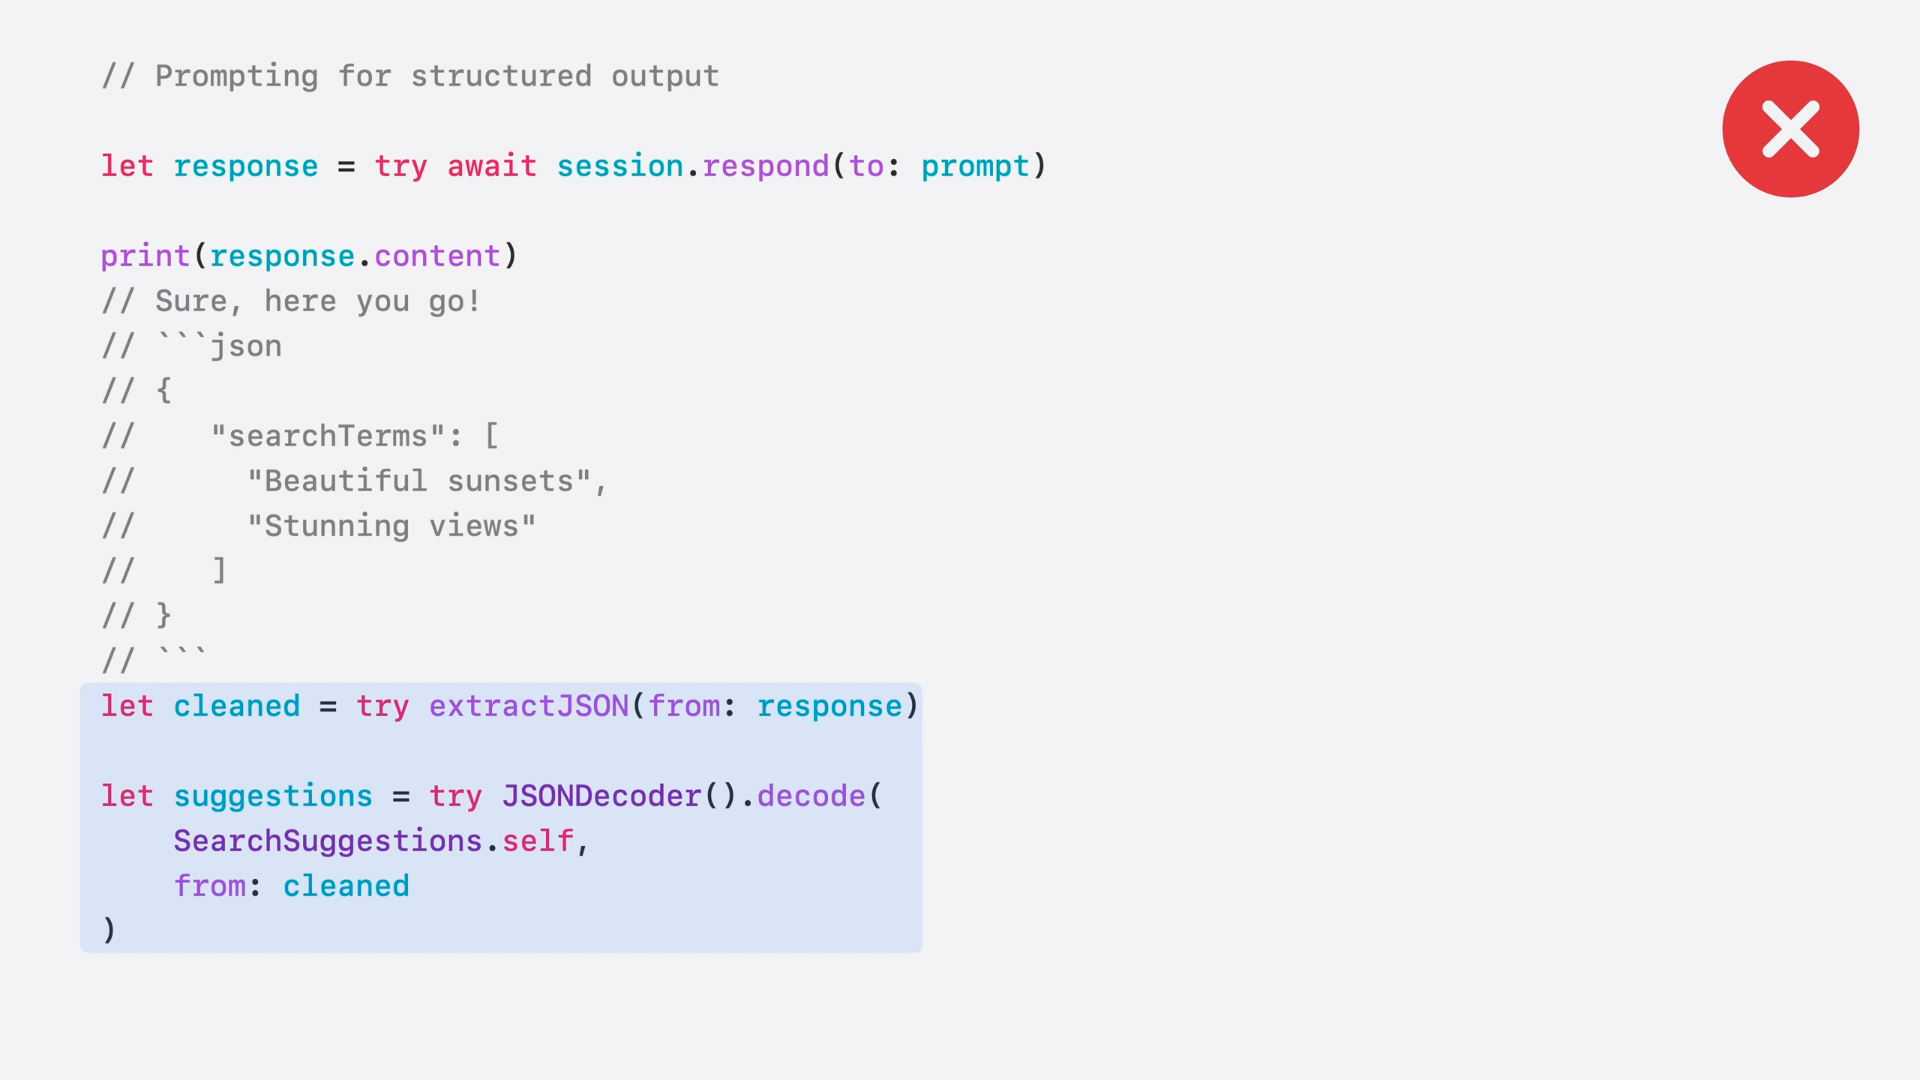 // Prompting for structured output
let response = try await session.respond(to: prompt)
print(response.content)
// Sure, here you go!
// ```json
// {
//    "searchTerms": [
//      "Beautiful sunsets",
//      "Stunning views"
//    ]
// }
// ```
let cleaned = try extractJSON(from: response)
let suggestions = try JSONDecoder().decode(
    SearchSuggestions.self,
    from: cleaned
)